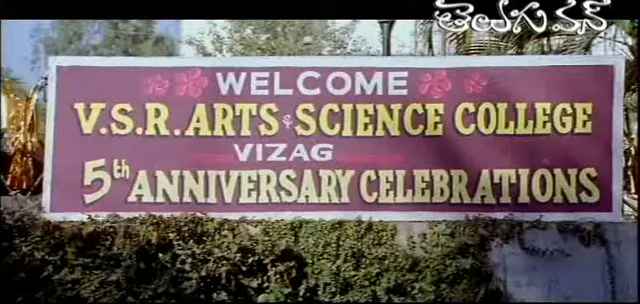 తెలుగు వన్
WELCOME
V.S.R. ARTS & SCIENCE COLLEGE
VIZAG
5th ANNIVERSARY CELEBRATIONS